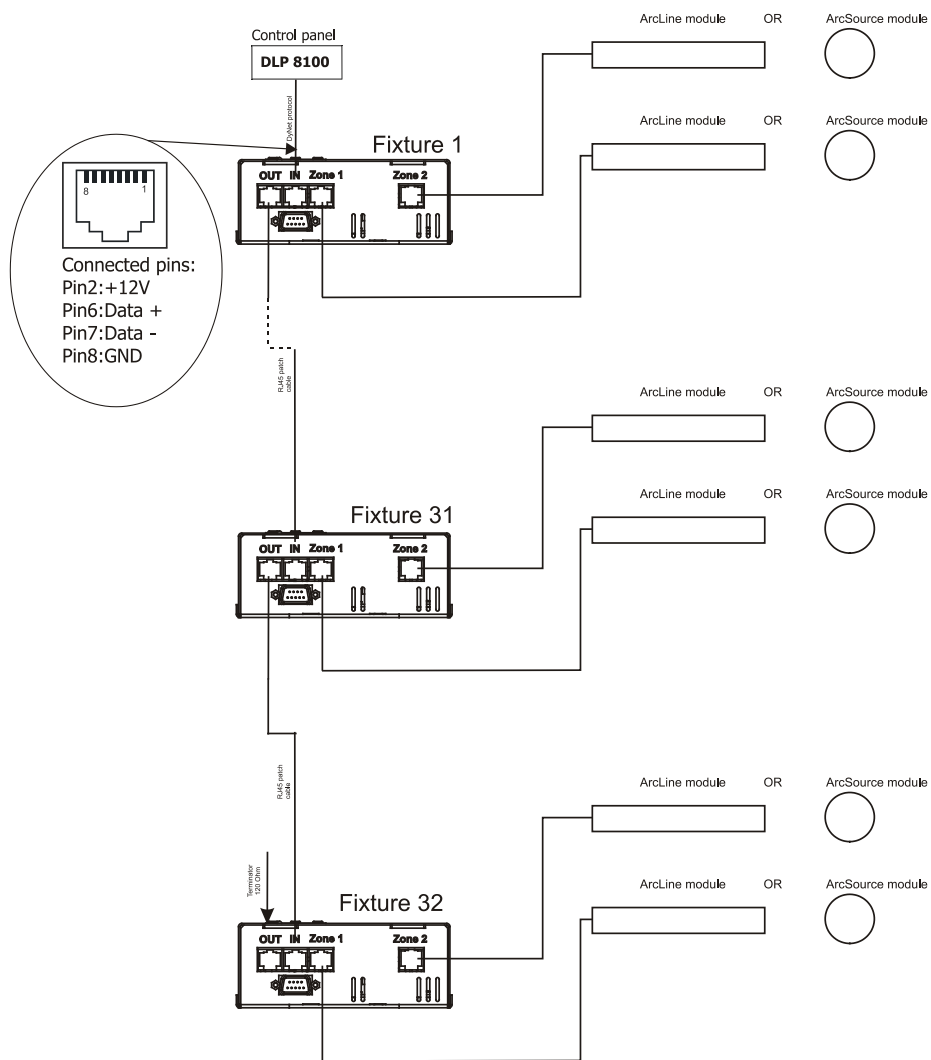 ArcLine module OR ArcSource module
Control panel
DLP 8100
DyNet protocol
ArcLine module OR ArcSource module
Fixture 1
OUT IN Zone 1 Zone 2
8 1
Connected pins:
Pin2:+12V
Pin6:Data +
Pin7:Data -
Pin8:GND
RJ45 patch
cable
ArcLine module OR ArcSource module
ArcLine module OR ArcSource module
Fixture 31
OUT IN Zone 1 Zone 2
RJ45 patch
cable
ArcLine module OR ArcSource module
Terminator
120 Ohm
ArcLine module OR ArcSource module
Fixture 32
OUT IN Zone 1 Zone 2